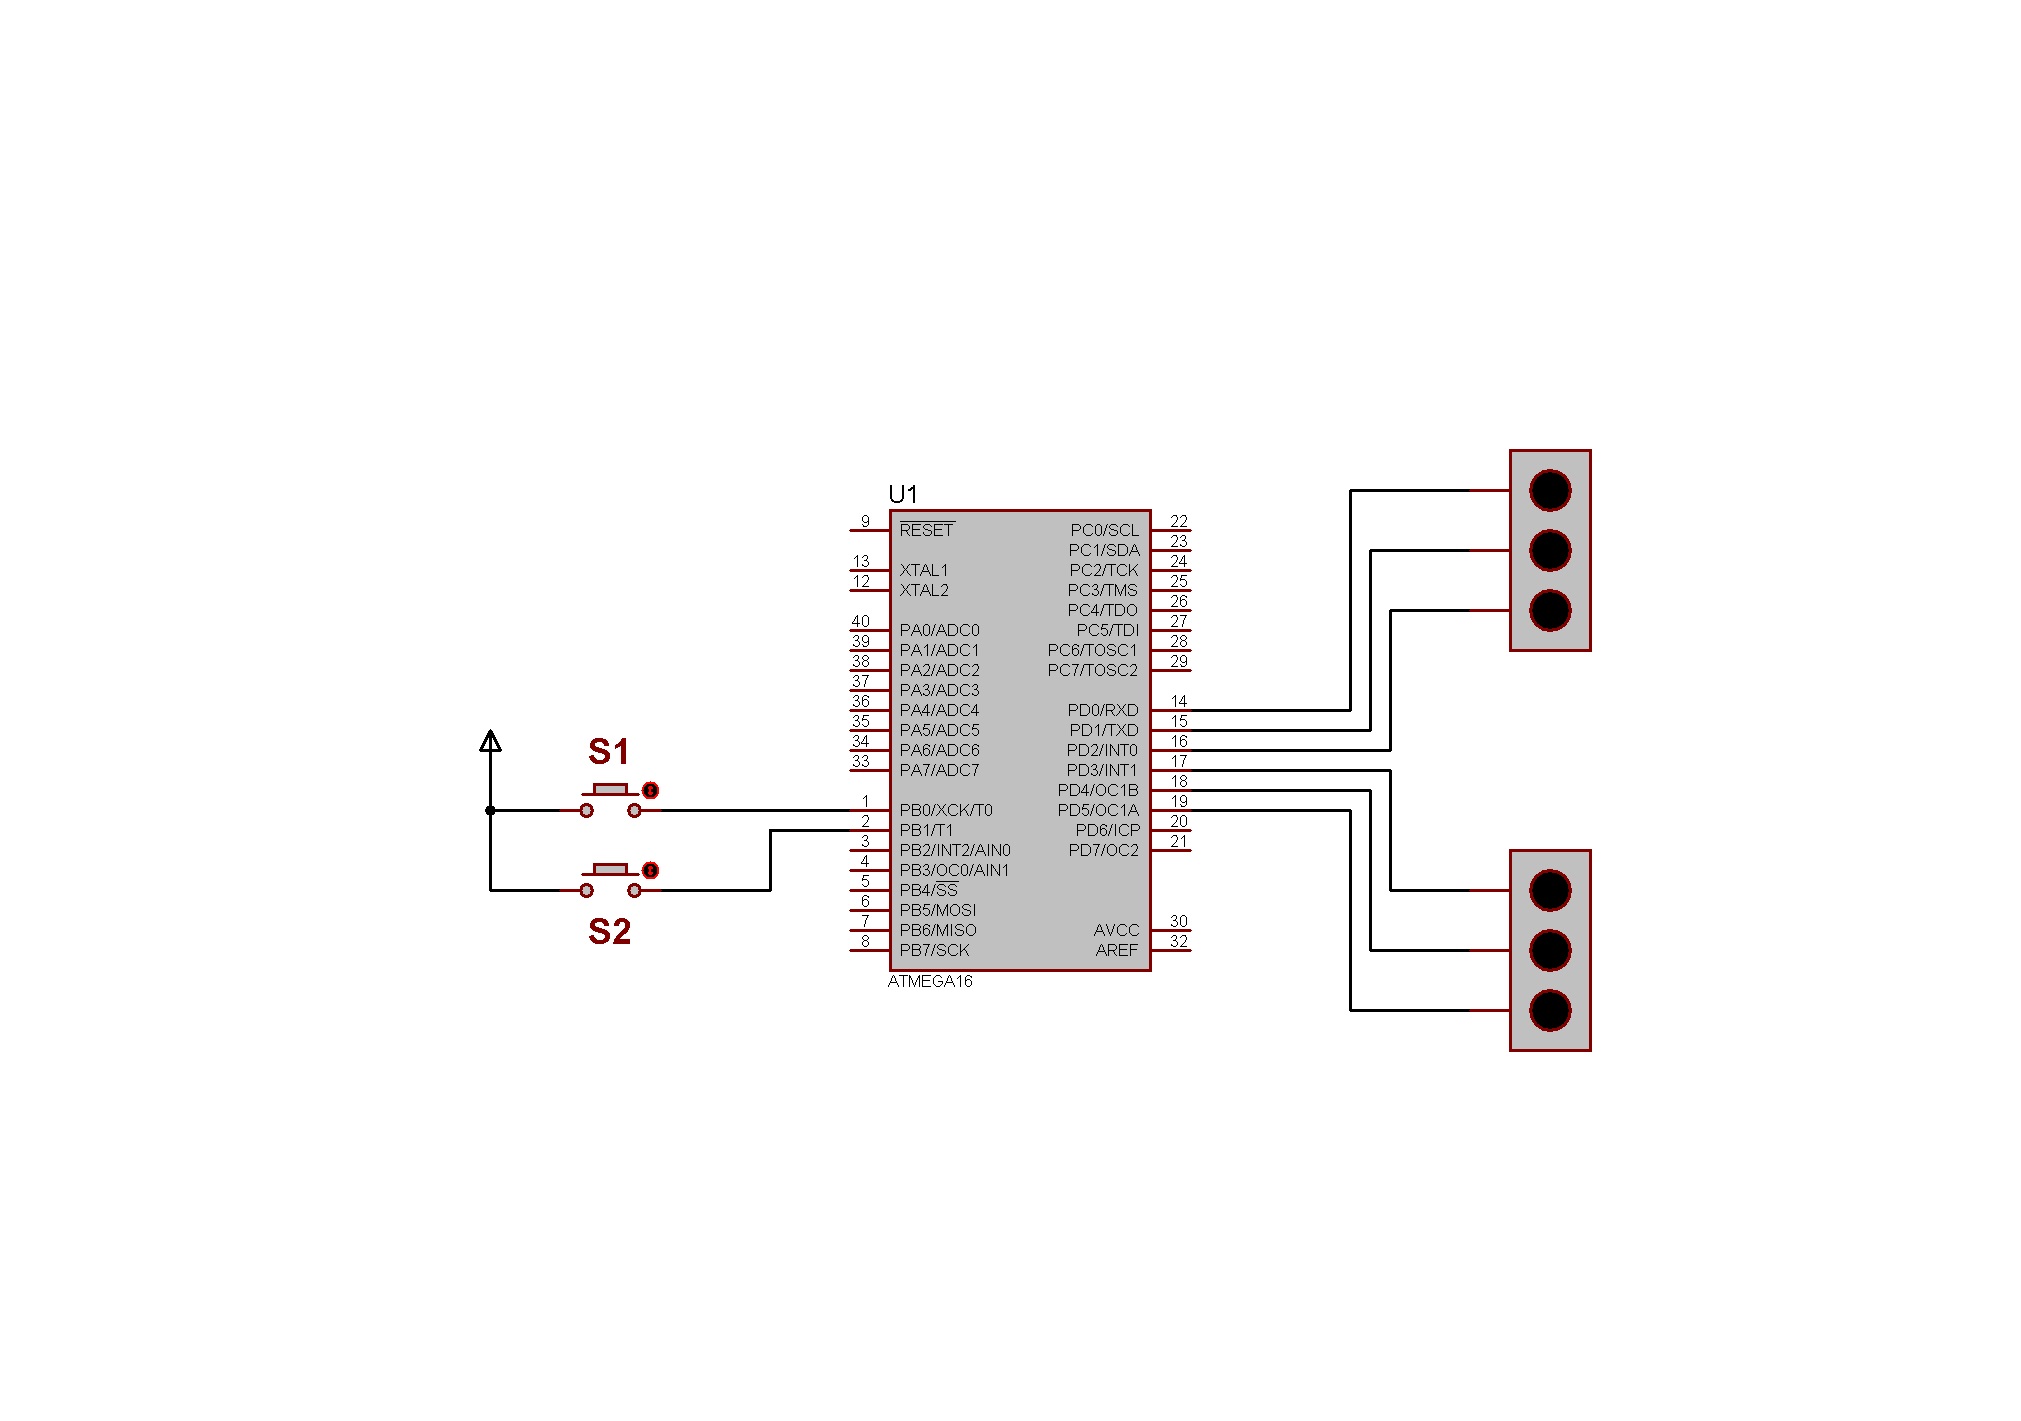 U1
9
RESET
13
XTAL1
12
XTAL2
40
PA0/ADC0
39
PA1/ADC1
38
PA2/ADC2
37
PA3/ADC3
36
PA4/ADC4
35
PA5/ADC5
34
PA6/ADC6
33
PA7/ADC7
1
PB0/XCK/T0
2
PB1/T1
3
PB2/INT2/AIN0
4
PB3/OC0/AIN1
5
PB4/SS
6
PB5/MOSI
7
PB6/MISO
8
PB7/SCK
PC0/SCL
22
PC1/SDA
23
PC2/TCK
24
PC3/TMS
25
PC4/TDO
26
PC5/TDI
27
PC6/TOSC1
28
PC7/TOSC2
29
PD0/RXD
14
PD1/TXD
15
PD2/INT0
16
PD3/INT1
17
PD4/OC1B
18
PD5/OC1A
19
PD6/ICP
20
PD7/OC2
21
AVCC
30
AREF
32
ATMEGA16
S1
S2